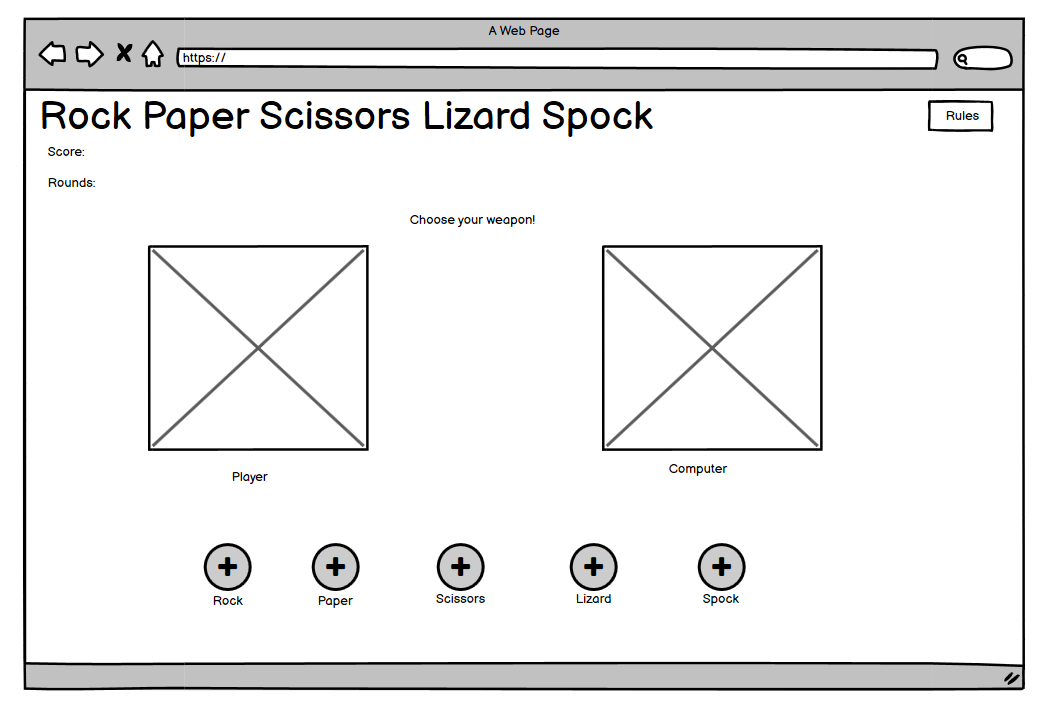 A Web Page
https://
Rock Paper Scissors Lizard Spock
Rules
Score:
Rounds:
Choose your weapon!
Player
Computer
Rock
Paper
Scissors
Lizard
Spock